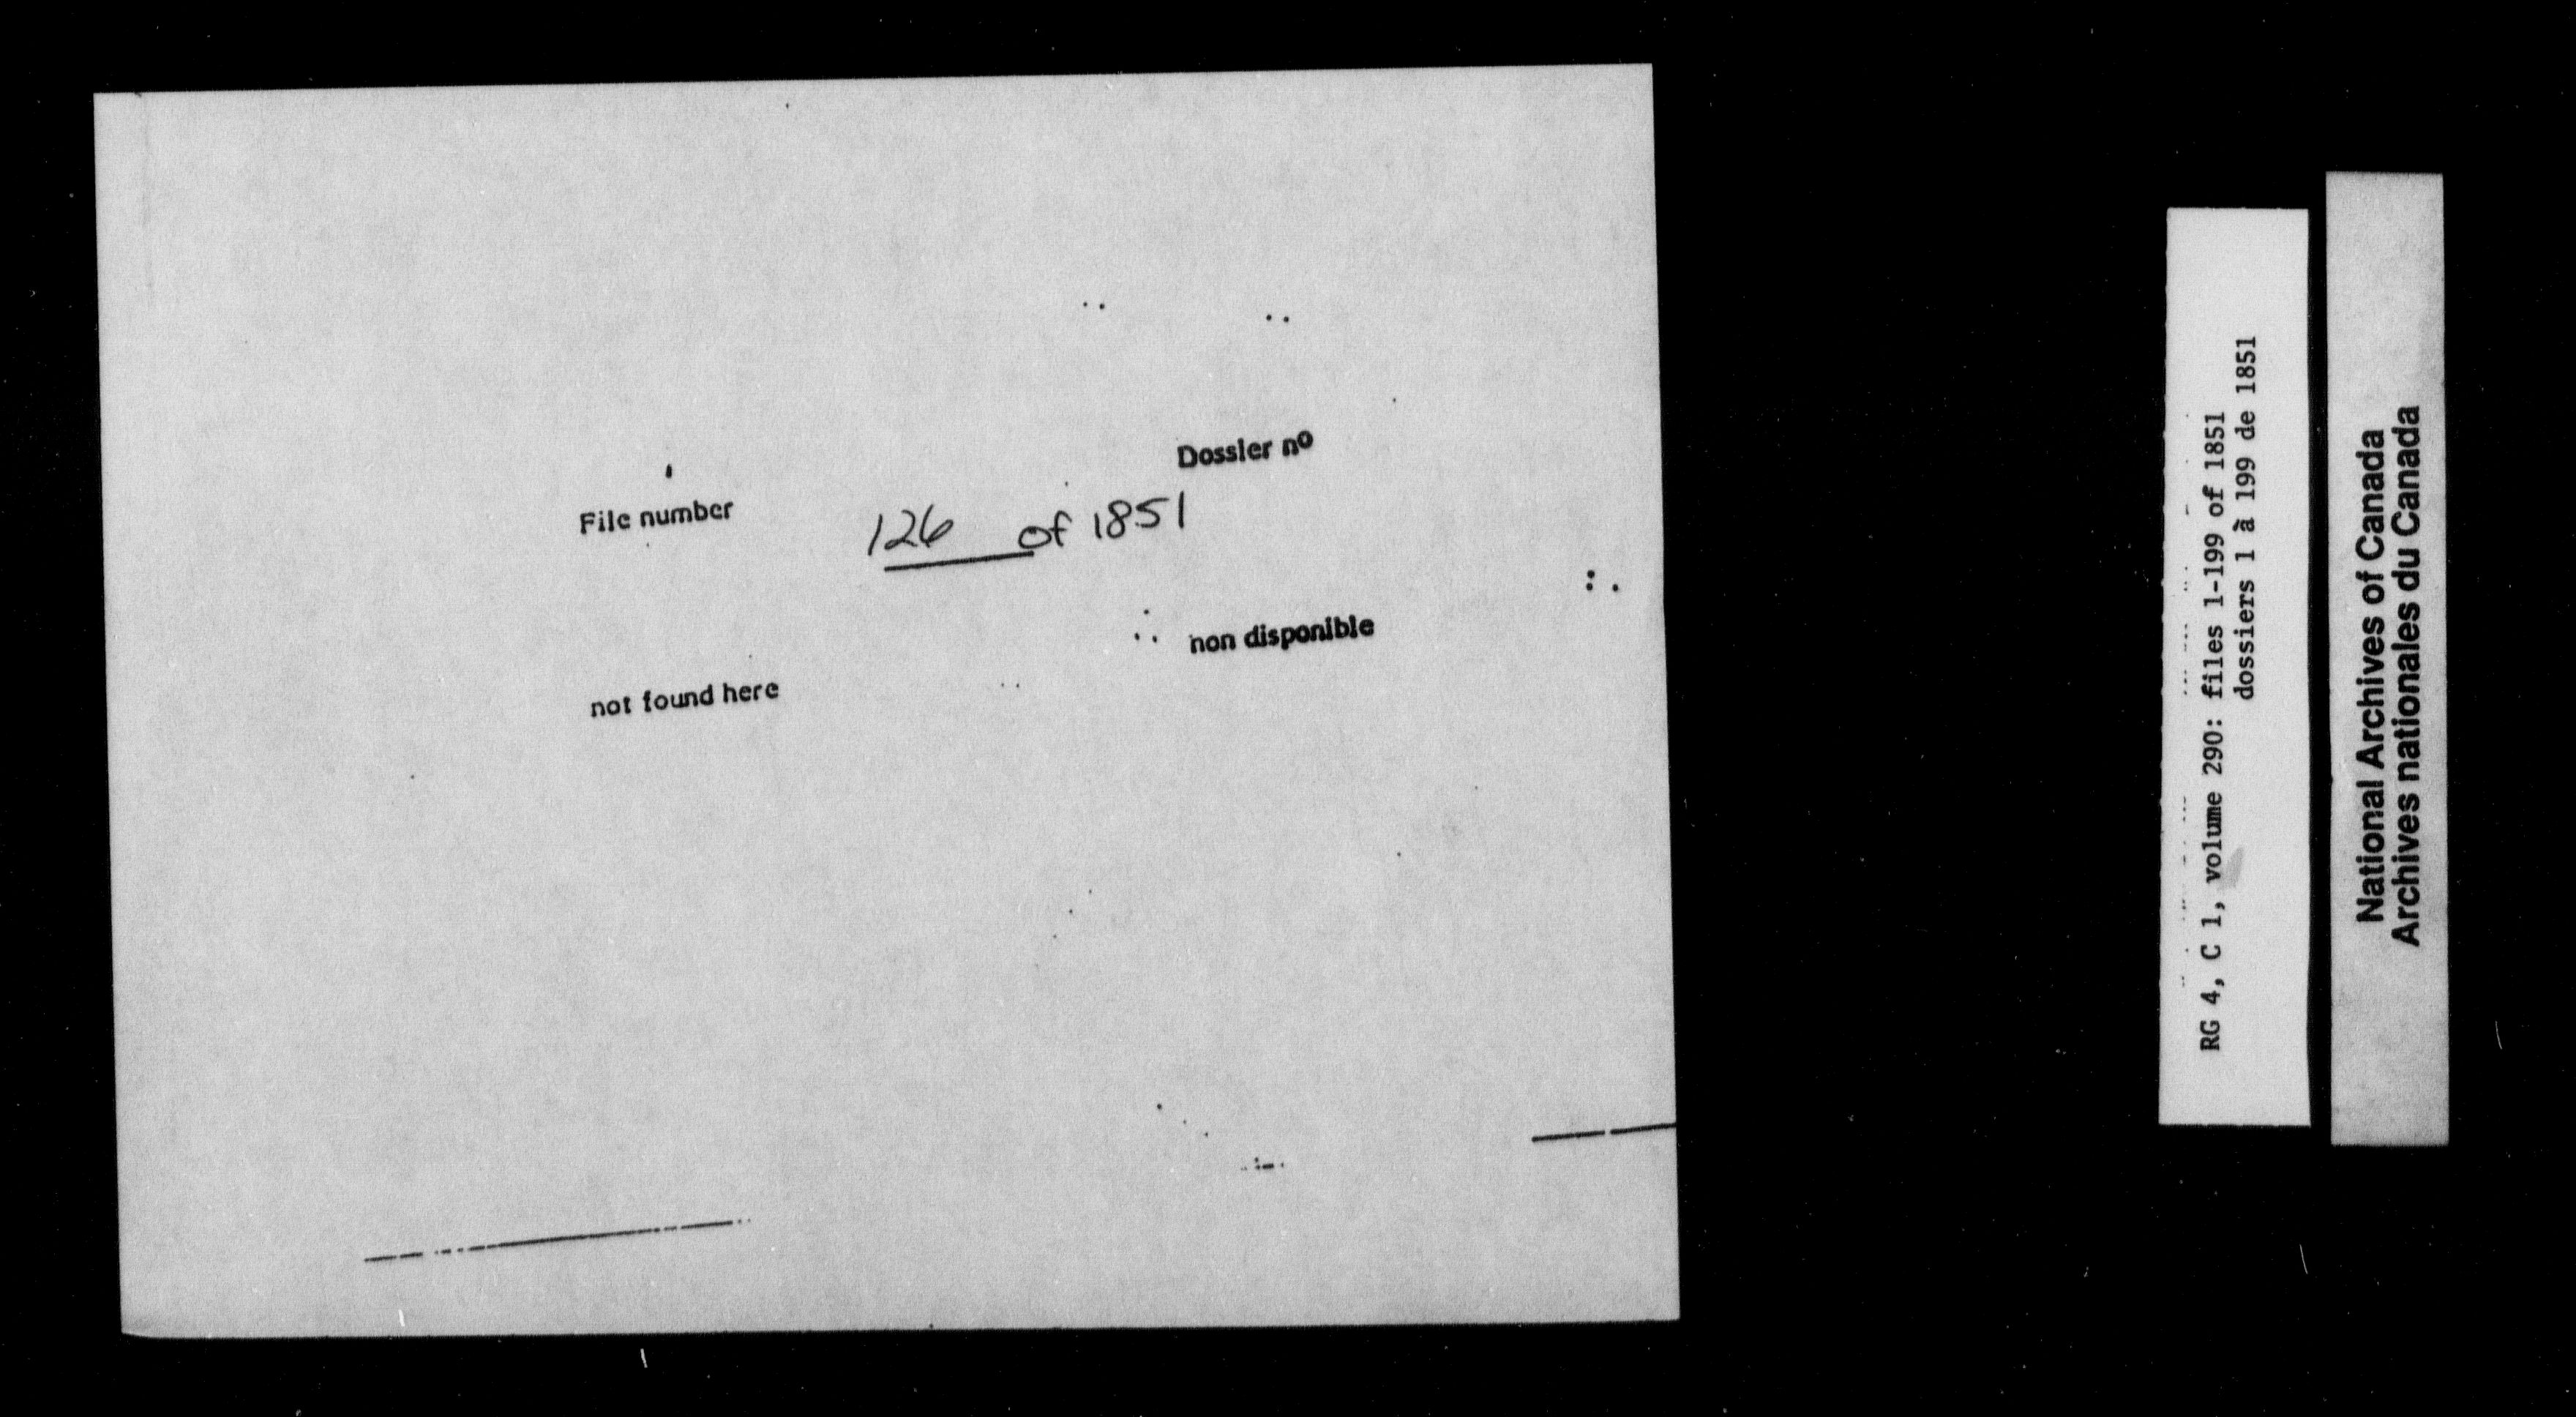 Dossier nº
File number
126 of 1851
non disponible
not found here
RG 4, C 1, volume 290: files 1-199 of 1851
dossiers 1 à 199 de 1851
National Archives of Canada
Archives nationales du Canada